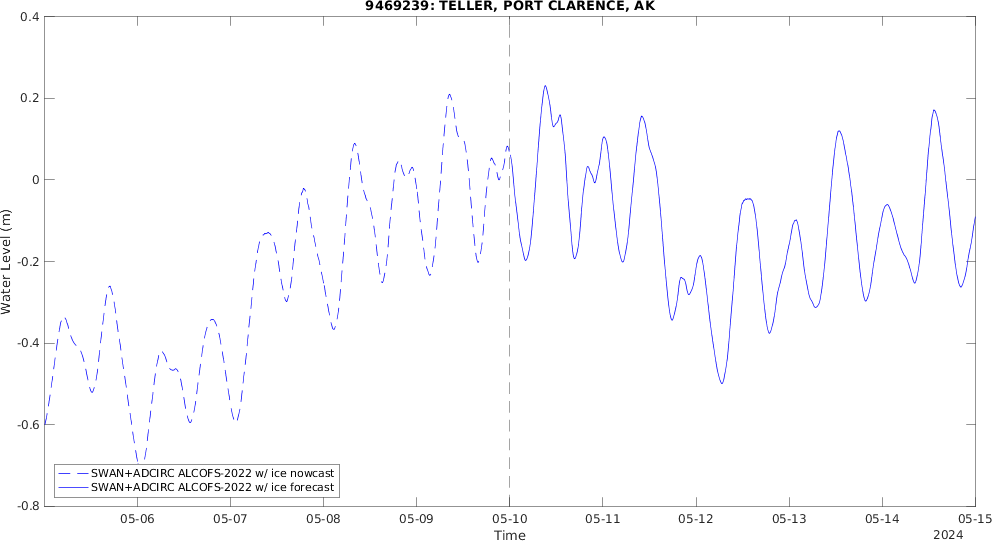 9469239: TELLER, PORT CLARENCE, AK
0.4
0.2
0
-0.2
-0.4
-0.6
-0.8
Water Level (m)
SWAN+ADCIRC ALCOFS-2022 w/ ice nowcast
SWAN+ADCIRC ALCOFS-2022 w/ ice forecast
05-06 05-07 05-08 05-09 05-10 05-11 05-12 05-13 05-14 05-15
Time
2024